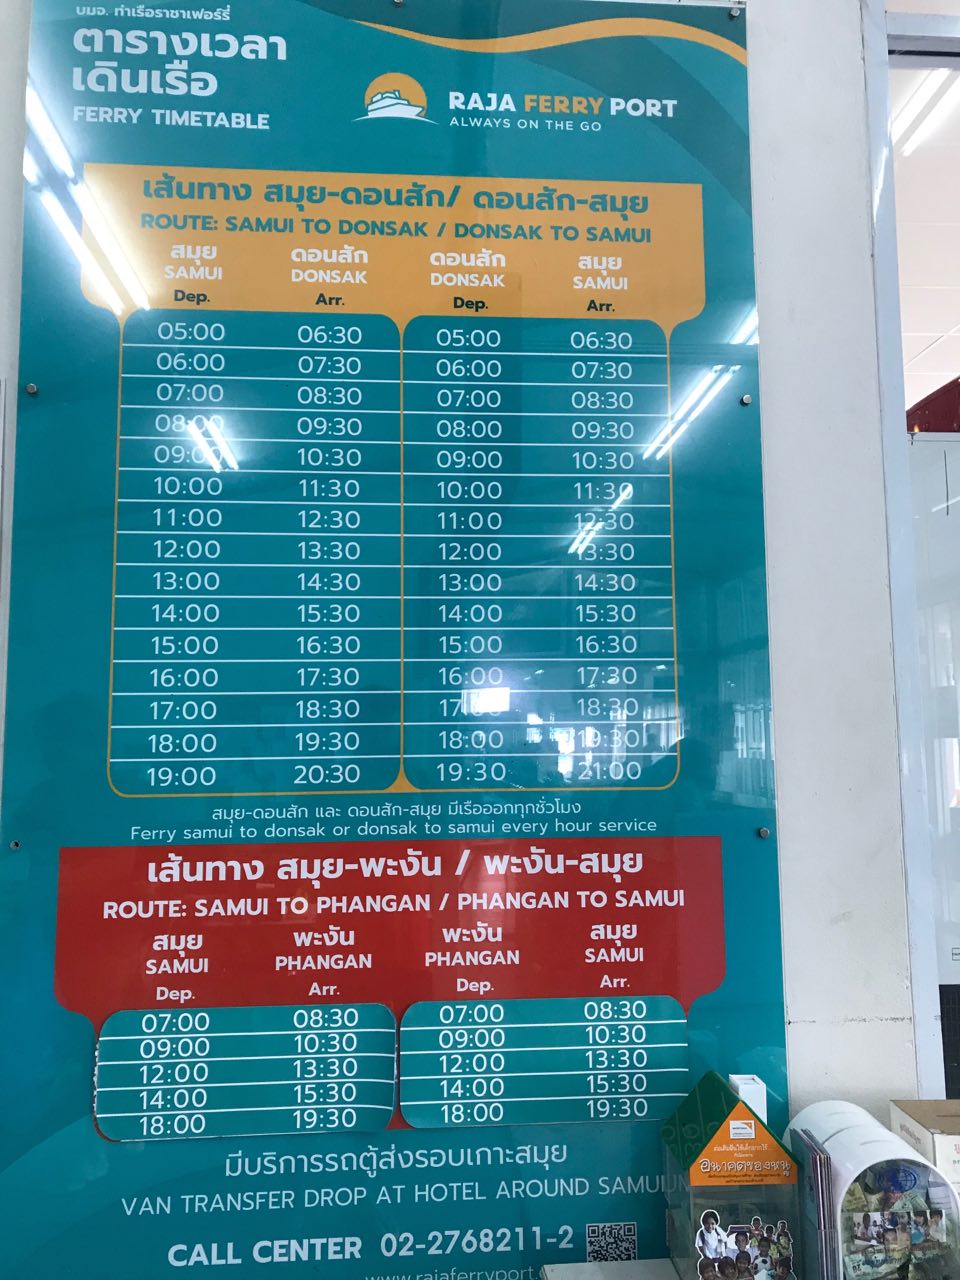 บมจ. ท่าเรือราชาเฟอร์รี่
ตารางเวลา
เดินเรือ
FERRY TIMETABLE
RAJA FERRY PORT
ALWAYS ON THE GO
เส้นทาง สมุย-ดอนสัก/ ดอนสัก-สมุย
ROUTE: SAMUI TO DONSAK / DONSAK TO SAMUI
สมุย ดอนสัก ดอนสัก สมุย
SAMUI DONSAK DONSAK SAMUI
Dep. Arr. Dep. Arr.
05:00 06:30 05:00 06:30
06:00 07:30 06:00 07:30
07:00 08:30 07:00 08:30
08:00 09:30 08:00 09:30
09:00 10:30 09:00 10:30
10:00 11:30 10:00 11:30
11:00 12:30 11:00 12:30
12:00 13:30 12:00 13:30
13:00 14:30 13:00 14:30
14:00 15:30 14:00 15:30
15:00 16:30 15:00 16:30
16:00 17:30 16:00 17:30
17:00 18:30 17:00 18:30
18:00 19:30 18:00 19:30
19:00 20:30 19:30 21:00
สมุย-ดอนสัก และ ดอนสัก-สมุย มีเรือออกทุกชั่วโมง
Ferry samui to donsak or donsak to samui every hour service
เส้นทาง สมุย-พะงัน / พะงัน-สมุย
ROUTE: SAMUI TO PHANGAN / PHANGAN TO SAMUI
สมุย พะงัน พะงัน สมุย
SAMUI PHANGAN PHANGAN SAMUI
Dep. Arr. Dep. Arr.
07:00 08:30 07:00 08:30
09:00 10:30 09:00 10:30
12:00 13:30 12:00 13:30
14:00 15:30 14:00 15:30
18:00 19:30 18:00 19:30
มีบริการรถตู้ส่งรอบเกาะสมุย
VAN TRANSFER DROP AT HOTEL AROUND SAMUI
CALL CENTER 02-2768211-2
www.rajaferryport.
อนาคตของหนู